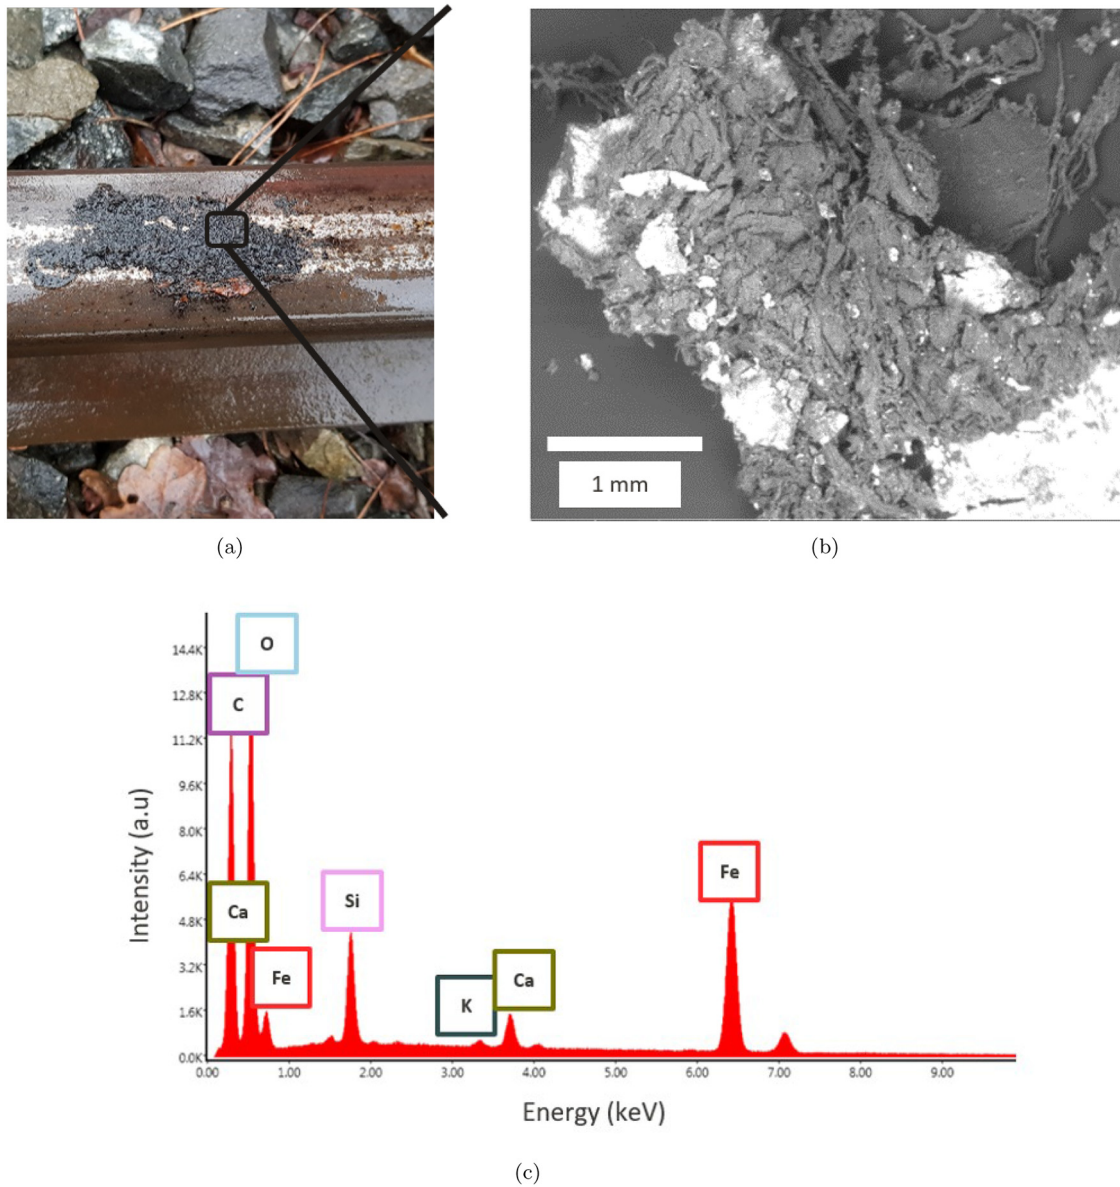 1 mm
(a)
(b)
O
14.4K
C
12.8K
11.2K
9.6K
Intensity (a.u)
8.0K
Fe
6.4K
Si
Ca
4.8K
Fe
Ca
3.2K
K
1.6K
0.0K
0.00 1.00 2.00 3.00 4.00 5.00 6.00 7.00 8.00 9.00
Energy (keV)
(c)